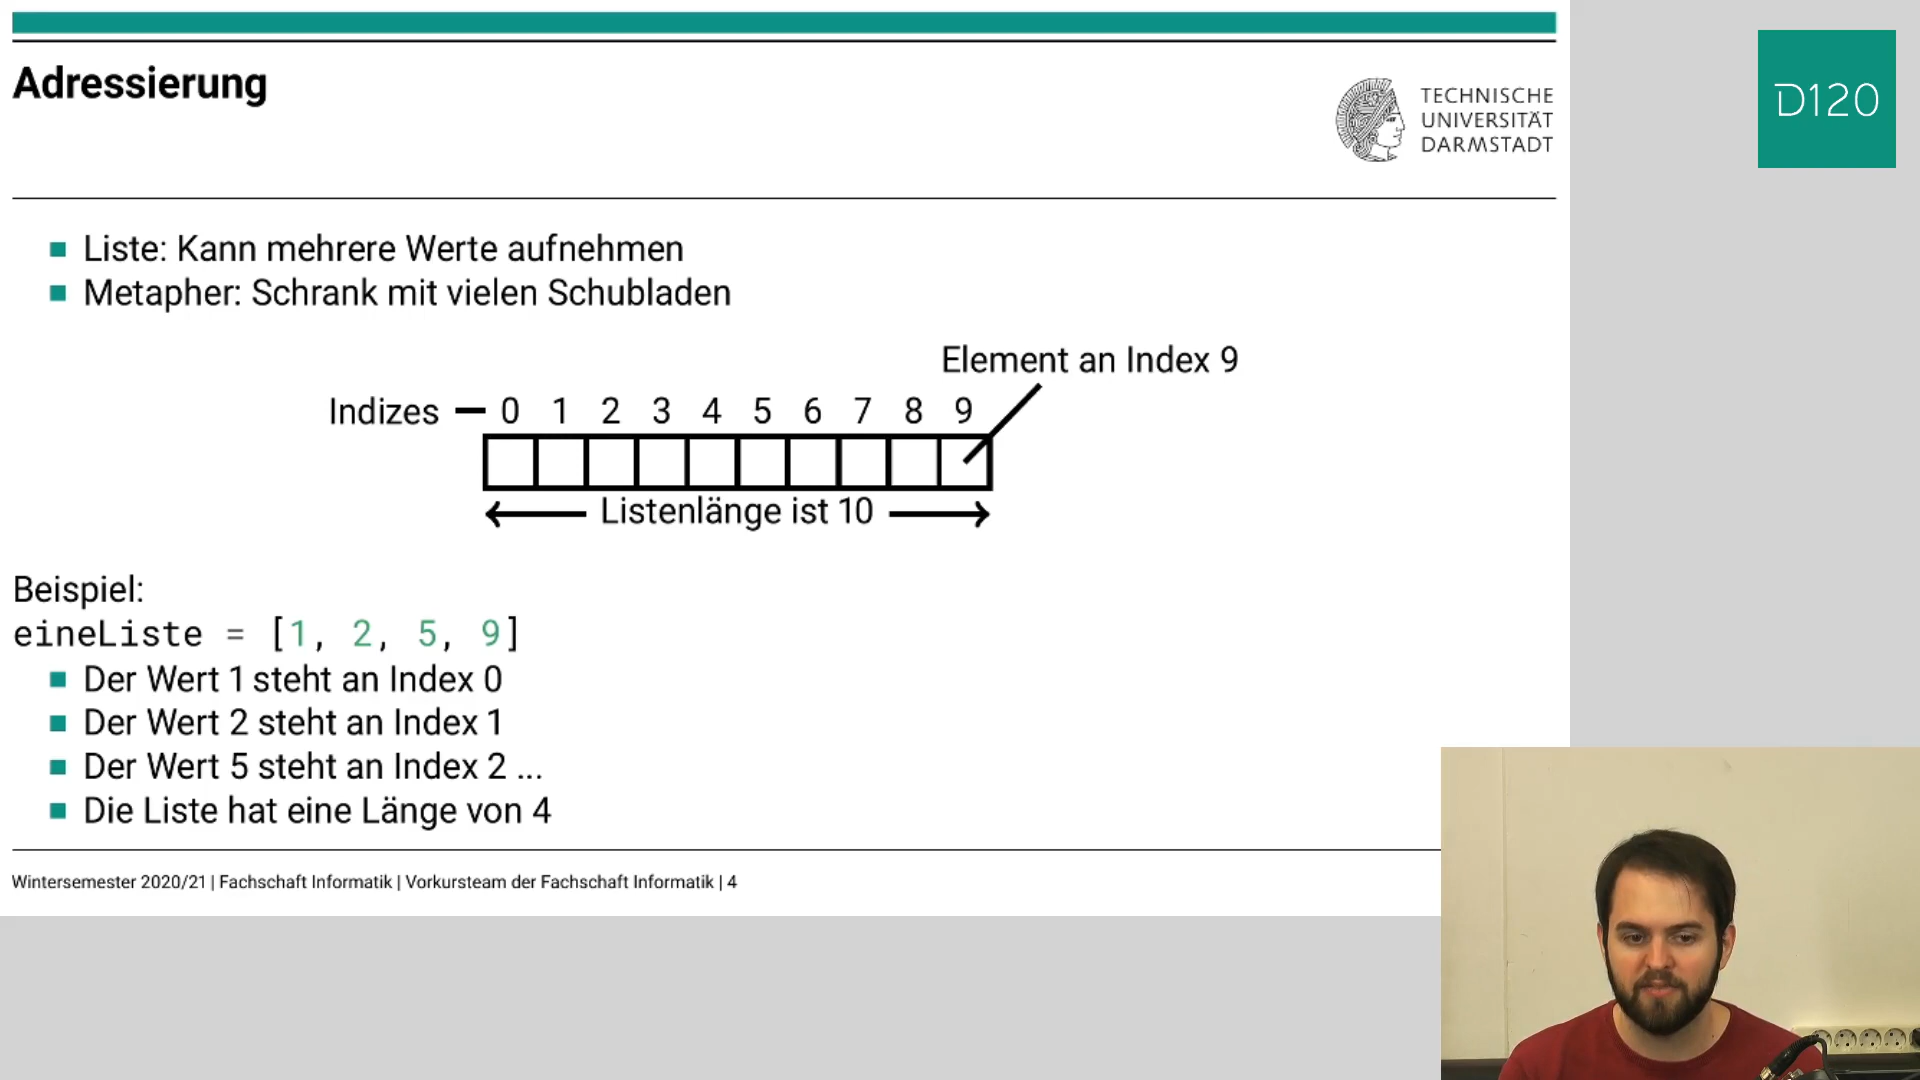 Adressierung
TECHNISCHE
UNIVERSITÄT
DARMSTADT
D120
Liste: Kann mehrere Werte aufnehmen
Metapher: Schrank mit vielen Schubladen
Element an Index 9
Indizes 0 1 2 3 4 5 6 7 8 9
Listenlänge ist 10
Beispiel:
eineListe = [1, 2, 5, 9]
Der Wert 1 steht an Index 0
Der Wert 2 steht an Index 1
Der Wert 5 steht an Index 2 ...
Die Liste hat eine Länge von 4
Wintersemester 2020/21 | Fachschaft Informatik | Vorkursteam der Fachschaft Informatik | 4